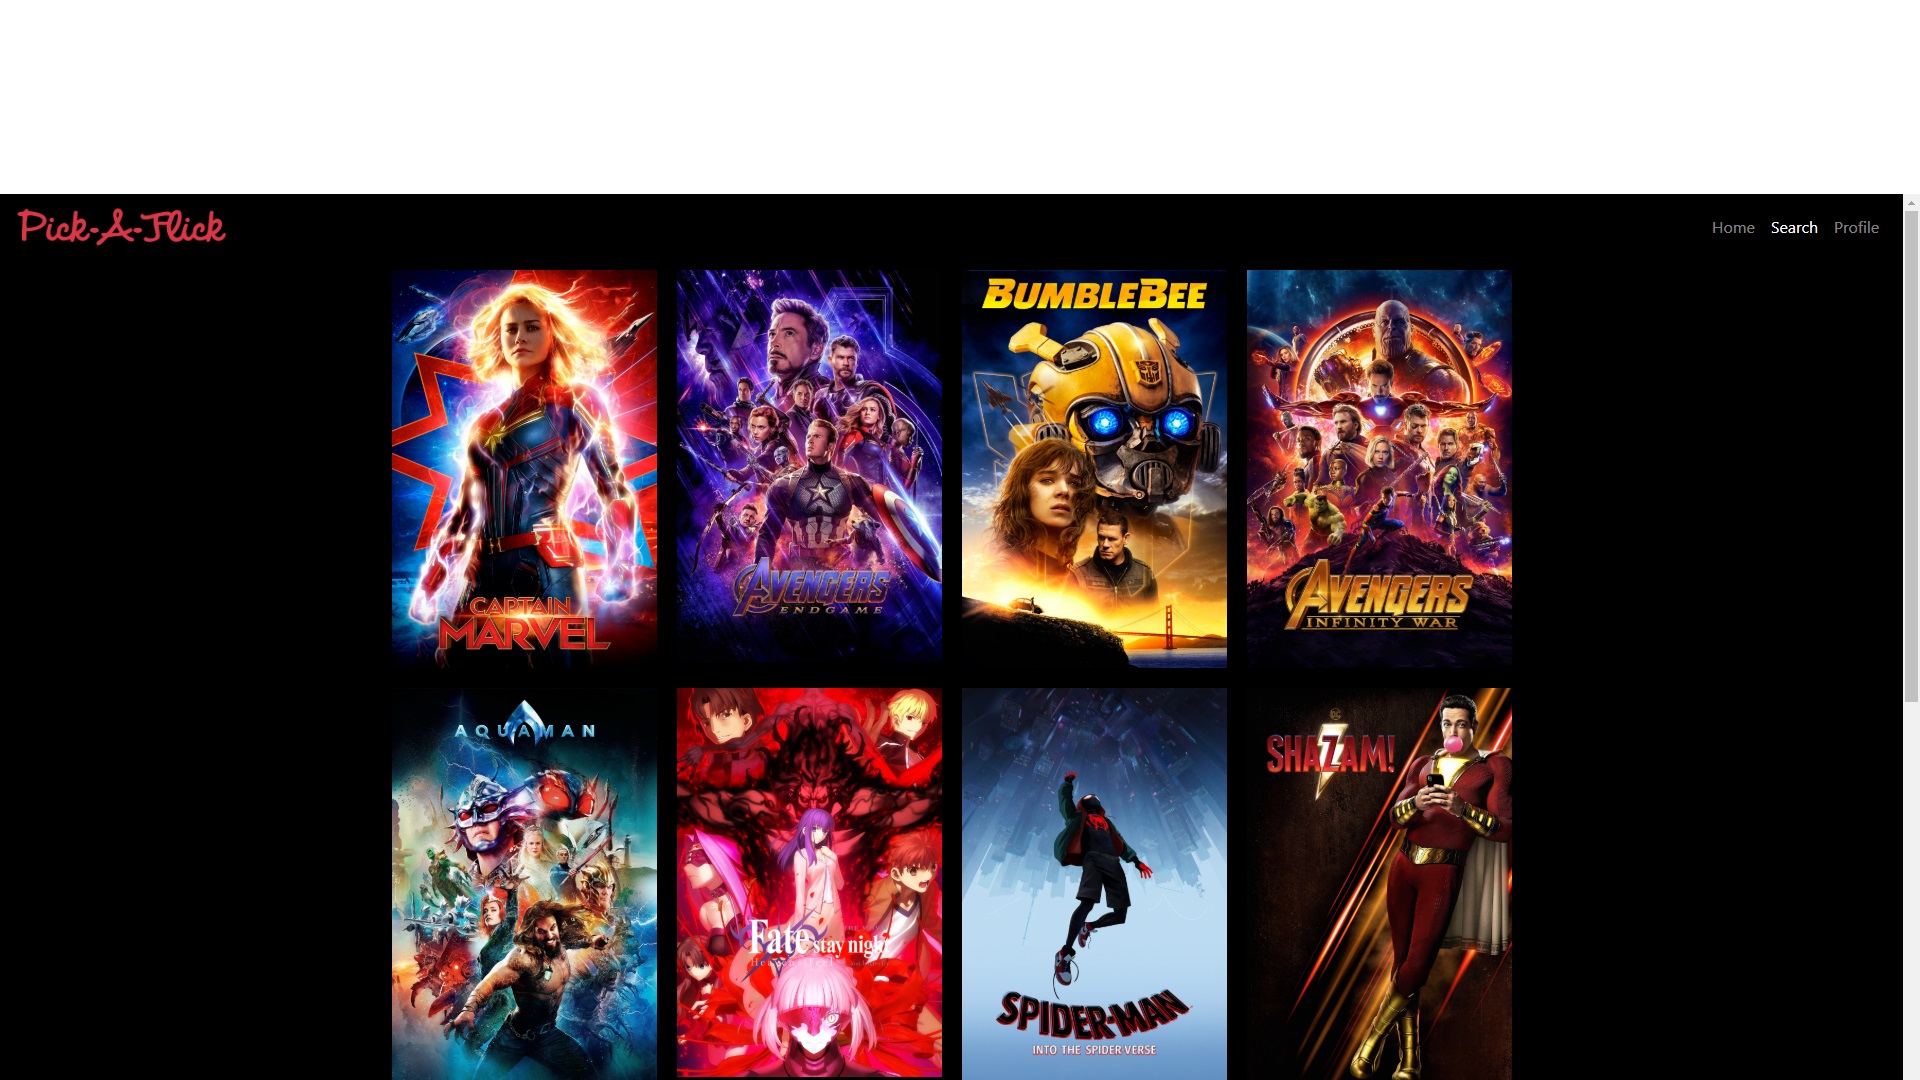 Pick-A-Flick
Home Search Profile
CAPTAIN
MARVEL
AVENGERS
ENDGAME
BUMBLEBEE
AVENGERS
INFINITY WAR
AQUAMAN
Fate stay night
SPIDER-MAN
INTO THE SPIDER-VERSE
SHAZAM!